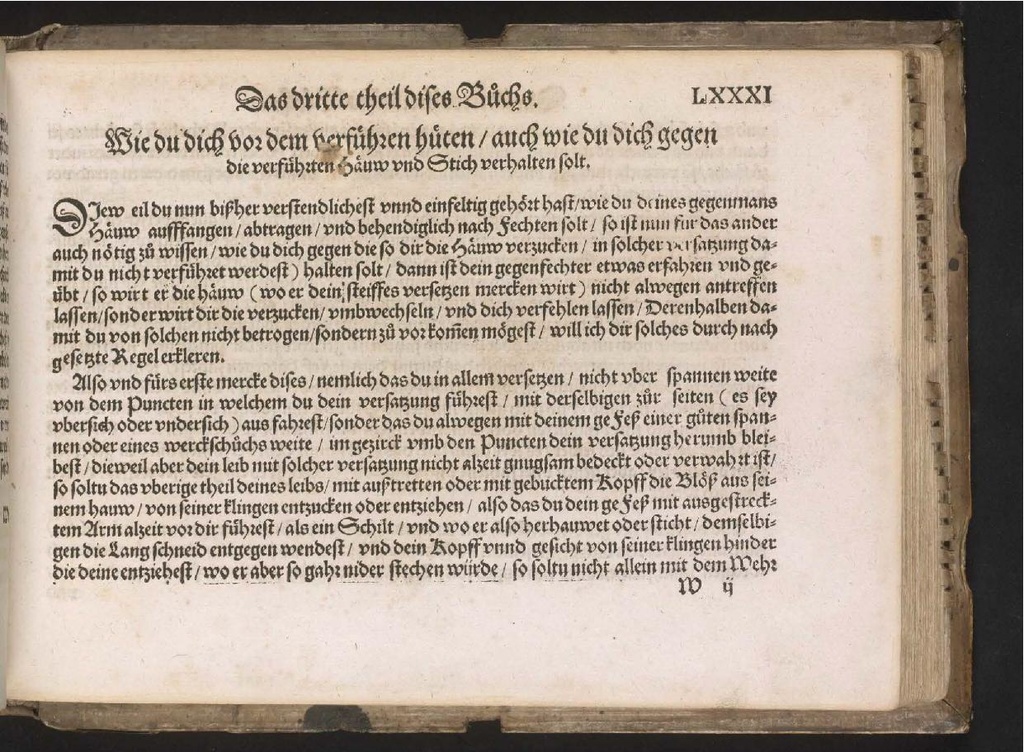 Das dritte theil dises Bůchs. LXXXI
Wie du dich vor dem verführen hüten / auch wie du dich gegen
die verführten Häuw vnd Stich verhalten solt.
DJew eil du nun bißher verstendlichest vnnd einfeltig gehört hast / wie du deines gegenmans
Häuw aufffangen / abtragen / vnd behendiglich nach Fechten solt / so ist nun für das ander
auch nötig zů wissen / wie du dich gegen die so dir die Häuw verzucken / in solcher versatzung da-
mit du nicht verführet werdest) halten solt / dann ist dein gegenfechter etwas erfahren vnd ge-
übt / so wirt er die häuw (wo er dein steiffes versetzen mercken wirt) nicht alwegen antreffen
lassen / sonder wirt dir die verzucken / vmbwechseln / vnd dich verfehlen lassen / Derenhalben da-
mit du von solchen nicht betrogen / sondern zů vorkom̃en mögest / will ich dir solches durch nach
gesetzte Regel erkleren.
Also vnd fürs erste mercke dises / nemlich das du in allem versetzen / nicht vber spannen weite
von dem Puncten in welchem du dein versatzung führest / mit derselbigen zůr seiten (es sey
vbersich oder vndersich) aus fahrest / sonder das du alwegen mit deinem ge Feß einer gůten span-
nen oder eines werckschůchs weite / im gezirck vmb den Puncten dein versatzung herumb blei-
best / dieweil aber dein leib mit solcher versatzung nicht alzeit gnugsam bedeckt oder verwahrt ist /
so soltu das vberige theil deines leibs / mit außtretten oder mit gebucktem Kopff die Blöß aus sei-
nem hauw / von seiner klingen entzucken oder entziehen / also das du dein ge Feß mit ausgestreck-
tem Arm alzeit vor dir führest / als ein Schilt / vnd wo er also herhauwet oder sticht / demselbi-
gen die Lang schneid entgegen wendest / vnd dein Kopff vnnd gesicht von seiner klingen hinder
die deine entziehest / wo er aber so gahr nider stechen würde / so soltu nicht allein mit dem Wehr
W ij